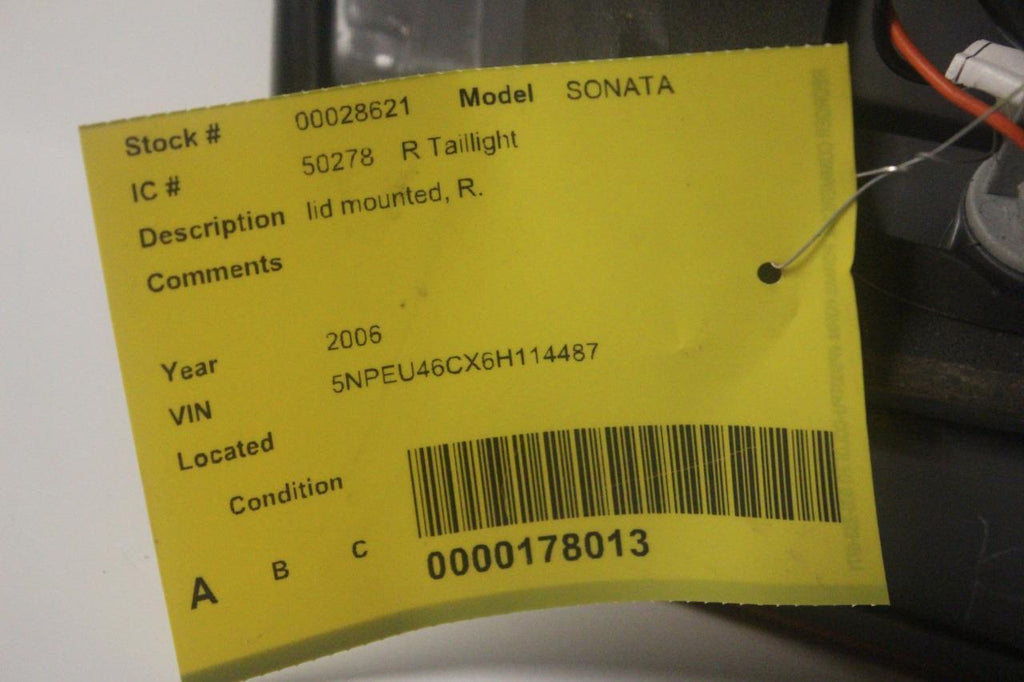 Stock # 00028621 Model SONATA
IC # 50278 R Taillight
Description lid mounted, R.
Comments
Year 2006
VIN 5NPEU46CX6H114487
Located
Condition
A B C
0000178013